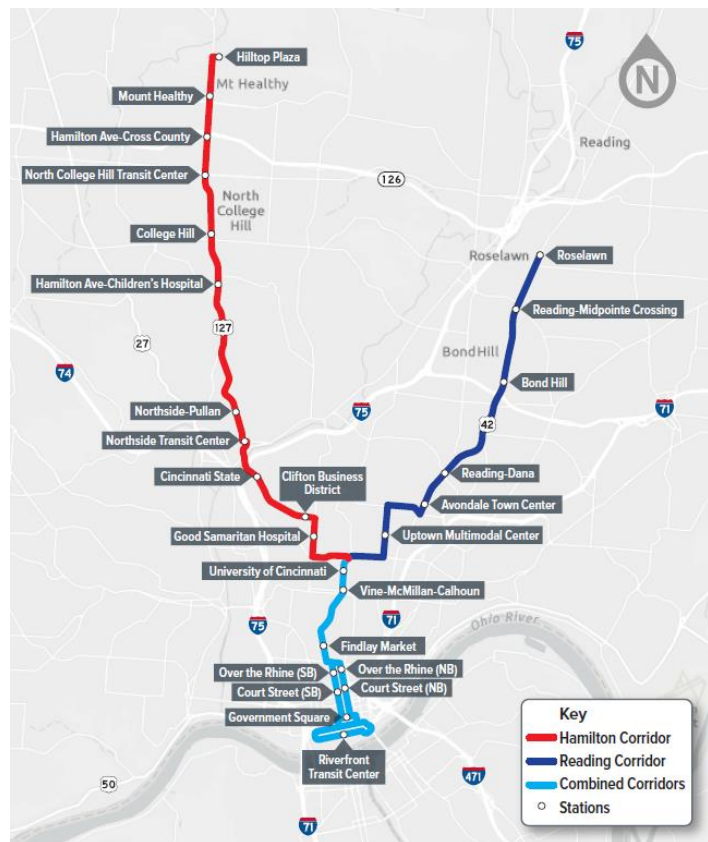 75
N
Hilltop Plaza
Mt Healthy
Mount Healthy
Hamilton Ave-Cross County
Reading
126
North College Hill Transit Center
North
College
Hill
College Hill
Roselawn
Roselawn
Hamilton Ave-Children's Hospital
Reading-Midpointe Crossing
127
27
Bond Hill
74
Bond Hill
75
71
Northside-Pullan
42
Northside Transit Center
Cincinnati State
Clifton Business
District
Reading-Dana
Avondale Town Center
Good Samaritan Hospital
Uptown Multimodal Center
University of Cincinnati
Vine-McMillan-Calhoun
75
71
Ohio River
Findlay Market
Over the Rhine (SB)
Over the Rhine (NB)
Court Street (SB)
Court Street (NB)
Government Square
Riverfront
Transit Center
50
471
71
Key
Hamilton Corridor
Reading Corridor
Combined Corridors
Stations